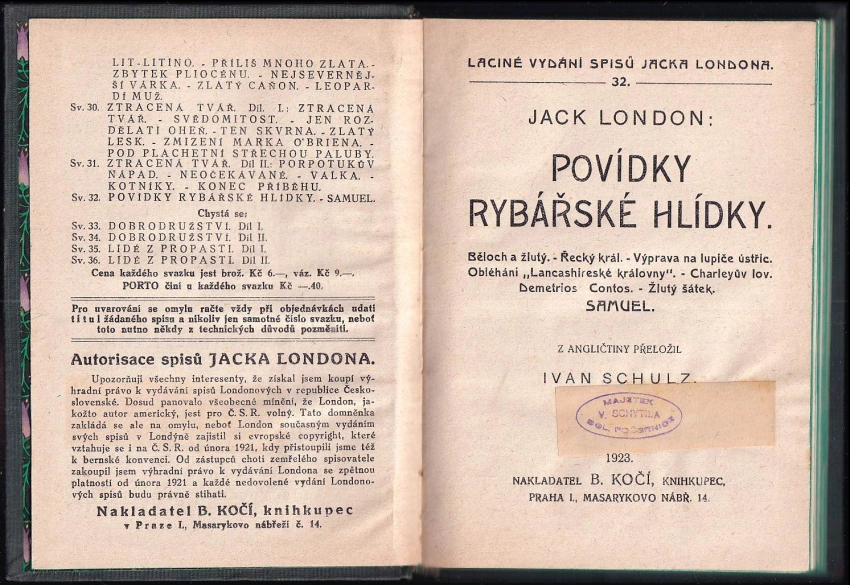 LIT-LITINO. - PŘÍLIŠ MNOHO ZLATA. -
ZBYTEK PLIOCÉNU. - NEJSEVERNĚJ-
ŠÍ VÁRKA. - ZLATÝ CAÑON. - LEOPAR-
DÍ MUŽ.
Sv. 30. ZTRACENÁ TVÁŘ. Díl. I.: ZTRACENÁ
TVÁŘ. - SVĚDOMITOST. - JEN ROZ-
DĚLATI OHEŇ. - TEN SKVRNA. - ZLATÝ
LESK. - ZMIZENÍ MARKA O'BRIENA. -
POD PLACHETNÍ STŘECHOU PALUBY.
Sv. 31. ZTRACENÁ TVÁŘ. Díl II.: PORPOTUKŮV
NÁPAD. - NEOČEKÁVANÉ. - VÁLKA. -
KOTNÍKY. - KONEC PŘÍBĚHU.
Sv. 32. POVÍDKY RYBÁŘSKÉ HLÍDKY. - SAMUEL.
Chystá se:
Sv. 33. DOBRODRUŽSTVÍ. Díl I.
Sv. 34. DOBRODRUŽSTVÍ. Díl II.
Sv. 35. LIDÉ Z PROPASTI. Díl I.
Sv. 36. LIDÉ Z PROPASTI. Díl II.
Cena každého svazku jest brož. Kč 6.—, váz. Kč 9.—.
PORTO činí u každého svazku Kč —.40.
Pro uvarování se omylu račte vždy při objednávkách udati
titul žádaného spisu a nikoliv jen samotné číslo svazku, neboť
toto nutno někdy z technických důvodů pozměniti.
Autorisace spisů JACKA LONDONA.
Upozorňuji všechny interesenty, že získal jsem koupí vý-
hradní právo k vydávání spisů Londonových v republice Česko-
slovenské. Dosud panovalo všeobecné mínění, že London, ja-
kožto autor americký, jest pro Č. S. R. volný. Tato domněnka
zakládá se ale na omylu, neboť London současným vydáním
svých spisů v Londýně zajistil si evropské copyright, které
vztahuje se i na Č. S. R. od února 1921, kdy přistoupili jsme též
k bernské konvenci. Od zástupců choti zemřelého spisovatele
zakoupil jsem výhradní právo k vydávání Londona se zpětnou
platností od února 1921 a každé nedovolené vydání Londono-
vých spisů budu právně stíhati.
Nakladatel B. KOČÍ, knihkupec
v Praze I., Masarykovo nábřeží č. 14.
LACINÉ VYDÁNÍ SPISŮ JACKA LONDONA.
32.
JACK LONDON:
POVÍDKY
RYBÁŘSKÉ HLÍDKY.
Běloch a žlutý. - Řecký král. - Výprava na lupiče ústřic.
Obléhání „Lancashireské královny". - Charleyův lov.
Demetrios Contos. - Žlutý šátek.
SAMUEL.
Z ANGLIČTINY PŘELOŽIL
IVAN SCHULZ.
MAJETEK
V. SCHYTILA
1923.
NAKLADATEL B. KOČÍ, KNIHKUPEC,
PRAHA I., MASARYKOVO NÁBŘ. 14.